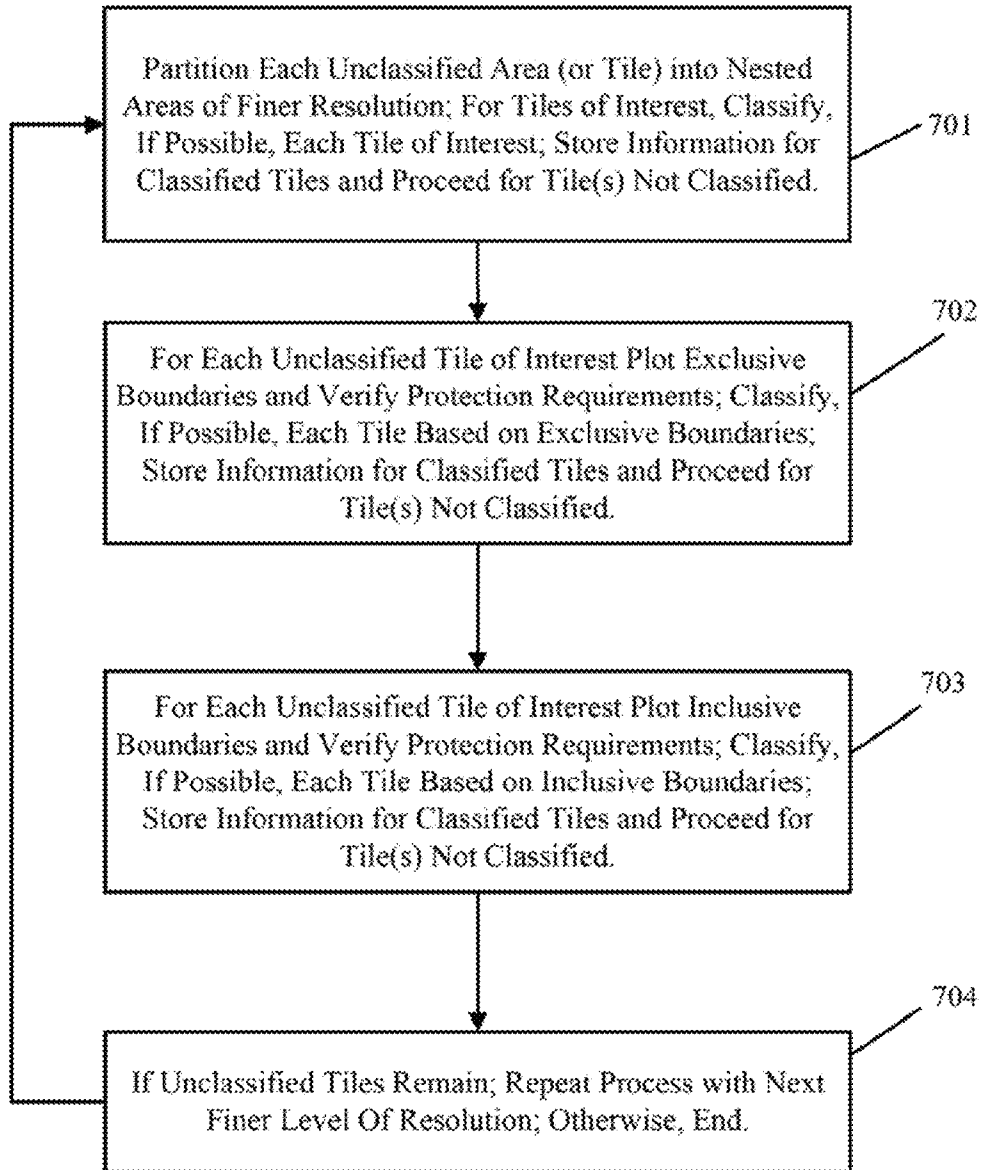 Partition Each Unclassified Area (or Tile) into Nested
Areas of Finer Resolution; For Tiles of Interest, Classify,
If Possible, Each Tile of Interest; Store Information for
Classified Tiles and Proceed for Tile(s) Not Classified.
701
702
For Each Unclassified Tile of Interest Plot Exclusive
Boundaries and Verify Protection Requirements; Classify,
If Possible, Each Tile Based on Exclusive Boundaries;
Store Information for Classified Tiles and Proceed for
Tile(s) Not Classified.
703
For Each Unclassified Tile of Interest Plot Inclusive
Boundaries and Verify Protection Requirements; Classify,
If Possible, Each Tile Based on Inclusive Boundaries;
Store Information for Classified Tiles and Proceed for
Tile(s) Not Classified.
704
If Unclassified Tiles Remain; Repeat Process with Next
Finer Level Of Resolution; Otherwise, End.